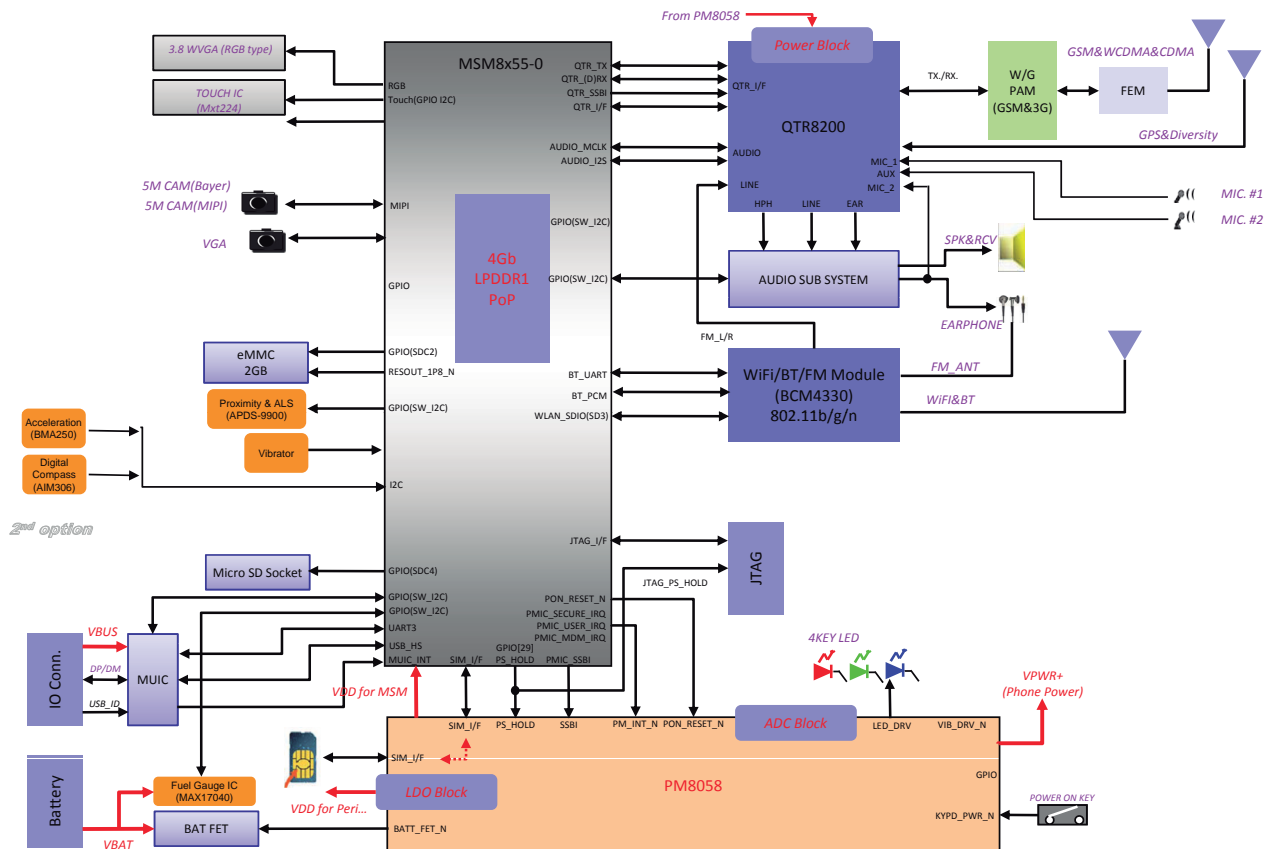 From PM8058
3.8 WVGA (RGB type)
TOUCH IC
(Mxt224)
5M CAM(Bayer)
5M CAM(MIPI)
VGA
eMMC
2GB
Proximity & ALS
(APDS-9900)
Acceleration
(BMA250)
Digital
Compass
(AIM306)
Vibrator
2nd option
Micro SD Socket
MSM8x55-0
RGB
Touch(GPIO I2C)
MIPI
GPIO
GPIO(SDC2)
RESOUT_1P8_N
GPIO(SW_I2C)
I2C
GPIO(SDC4)
GPIO(SW_I2C)
GPIO(SW_I2C)
UART3
USB_HS
MUIC_INT
4Gb
LPDDR1
PoP
QTR_TX
QTR_(D)RX
QTR_SSBI
QTR_I/F
AUDIO_MCLK
AUDIO_I2S
GPIO(SW_I2C)
GPIO(SW_I2C)
BT_UART
BT_PCM
WLAN_SDIO(SD3)
JTAG_I/F
PON_RESET_N
PMIC_SECURE_IRQ
PMIC_USER_IRQ
PMIC_MDM_IRQ
GPIO[29]
SIM_I/F
PS_HOLD
PMIC_SSBI
Power Block
QTR_I/F
QTR8200
AUDIO
LINE
MIC_1
AUX
MIC_2
HPH
LINE
EAR
TX./RX.
W/G
PAM
(GSM&3G)
GSM&WCDMA&CDMA
FEM
GPS&Diversity
MIC. #1
MIC. #2
SPK&RCV
AUDIO SUB SYSTEM
EARPHONE
FM_L/R
WiFi/BT/FM Module
(BCM4330)
802.11b/g/n
FM_ANT
WiFI&BT
JTAG
JTAG_PS_HOLD
4KEY LED
IO Conn.
VBUS
DP/DM
USB_ID
MUIC
VDD for MSM
VPWR+
(Phone Power)
SIM_I/F
PS_HOLD
SSBI
PM_INT_N
PON_RESET_N
ADC Block
LED_DRV
VIB_DRV_N
SIM_I/F
GPIO
PM8058
LDO Block
VDD for Peri...
Battery
Fuel Gauge IC
(MAX17040)
BAT FET
VBAT
BATT_FET_N
KYPD_PWR_N
POWER ON KEY